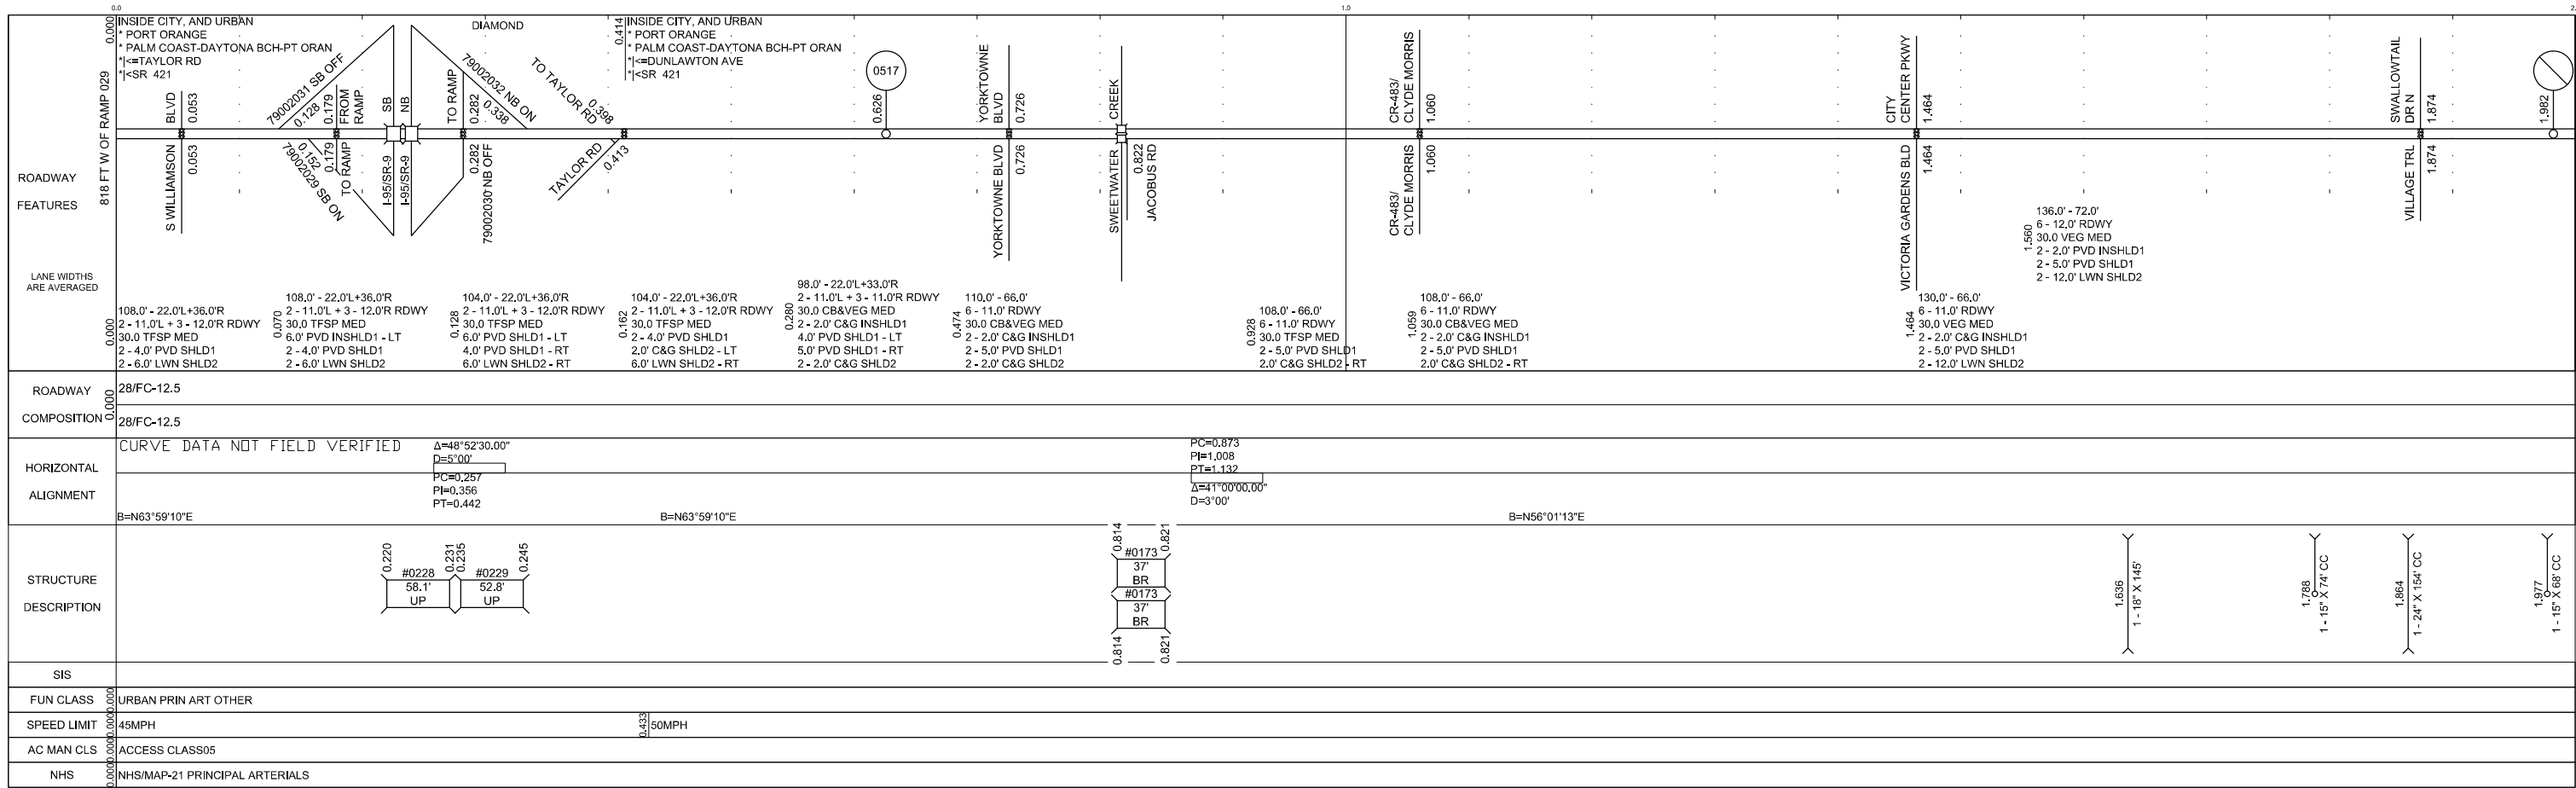 0.0
1.0
2.
ROADWAY
FEATURES
LANE WIDTHS
ARE AVERAGED
818 FT W OF RAMP 029
0.000
INSIDE CITY, AND URBAN
* PORT ORANGE
* PALM COAST-DAYTONA BCH-PT ORAN
*|<=TAYLOR RD
*|<SR 421
S WILLIAMSON BLVD
0.053
0.053
79002031 SB OFF
0.128
0.179
FROM
RAMP
0.152
79002029 SB ON
0.179
TO RAMP
SB
NB
I-95/SR-9
I-95/SR-9
DIAMOND
TO RAMP
0.282
79002032 NB ON
0.338
0.282
79002030 NB OFF
TO TAYLOR RD
0.398
TAYLOR RD
0.413
0.414
INSIDE CITY, AND URBAN
* PORT ORANGE
* PALM COAST-DAYTONA BCH-PT ORAN
*|<=DUNLAWTON AVE
*|<SR 421
0517
0.626
YORKTOWNE
BLVD
0.726
YORKTOWNE BLVD
0.726
SWEETWATER CREEK
0.822
JACOBUS RD
CR-483/
CLYDE MORRIS
1.060
CR-483/
CLYDE MORRIS
1.060
CITY
CENTER PKWY
1.464
VICTORIA GARDENS BLD
1.464
SWALLOWTAIL
DR N
1.874
VILLAGE TRL
1.874
1.982
0.000
108.0' - 22.0'L+36.0'R
2 - 11.0'L + 3 - 12.0'R RDWY
30.0 TFSP MED
2 - 4.0' PVD SHLD1
2 - 6.0' LWN SHLD2
0.070
108.0' - 22.0'L+36.0'R
2 - 11.0'L + 3 - 12.0'R RDWY
30.0 TFSP MED
6.0' PVD INSHLD1 - LT
2 - 4.0' PVD SHLD1
2 - 6.0' LWN SHLD2
0.128
104.0' - 22.0'L+36.0'R
2 - 11.0'L + 3 - 12.0'R RDWY
30.0 TFSP MED
6.0' PVD SHLD1 - LT
4.0' PVD SHLD1 - RT
6.0' LWN SHLD2 - RT
0.162
104.0' - 22.0'L+36.0'R
2 - 11.0'L + 3 - 12.0'R RDWY
30.0 TFSP MED
2 - 4.0' PVD SHLD1
2.0' C&G SHLD2 - LT
6.0' LWN SHLD2 - RT
0.280
98.0' - 22.0'L+33.0'R
2 - 11.0'L + 3 - 11.0'R RDWY
30.0 CB&VEG MED
2 - 2.0' C&G INSHLD1
4.0' PVD SHLD1 - LT
5.0' PVD SHLD1 - RT
2 - 2.0' C&G SHLD2
0.474
110.0' - 66.0'
6 - 11.0' RDWY
30.0 CB&VEG MED
2 - 2.0' C&G INSHLD1
2 - 5.0' PVD SHLD1
2 - 2.0' C&G SHLD2
0.928
108.0' - 66.0'
6 - 11.0' RDWY
30.0 TFSP MED
2 - 5.0' PVD SHLD1
2.0' C&G SHLD2 - RT
1.059
108.0' - 66.0'
6 - 11.0' RDWY
30.0 CB&VEG MED
2 - 2.0' C&G INSHLD1
2 - 5.0' PVD SHLD1
2.0' C&G SHLD2 - RT
1.464
130.0' - 66.0'
6 - 11.0' RDWY
30.0 VEG MED
2 - 2.0' C&G INSHLD1
2 - 5.0' PVD SHLD1
2 - 12.0' LWN SHLD2
1.560
136.0' - 72.0'
6 - 12.0' RDWY
30.0 VEG MED
2 - 2.0' PVD INSHLD1
2 - 5.0' PVD SHLD1
2 - 12.0' LWN SHLD2
ROADWAY
COMPOSITION
0.000
28/FC-12.5
28/FC-12.5
HORIZONTAL
ALIGNMENT
CURVE DATA NOT FIELD VERIFIED
Δ=48°52'30.00"
D=5°00'
PC=0.257
PI=0.356
PT=0.442
PC=0.873
PI=1.008
PT=1.132
Δ=41°00'00.00"
D=3°00'
B=N63°59'10"E
B=N63°59'10"E
B=N56°01'13"E
STRUCTURE
DESCRIPTION
0.220
0.231
0.235
0.245
#0228
58.1'
UP
#0229
52.8'
UP
0.814
0.821
#0173
37'
BR
#0173
37'
BR
0.814
0.821
1.636
1 - 18" X 145'
1.788
1 - 15" X 74' CC
1.864
1 - 24" X 154' CC
1.977
1 - 15" X 68' CC
SIS
FUN CLASS
0.000
URBAN PRIN ART OTHER
SPEED LIMIT
0.000
45MPH
0.433
50MPH
AC MAN CLS
0.000
ACCESS CLASS05
NHS
0.000
NHS/MAP-21 PRINCIPAL ARTERIALS